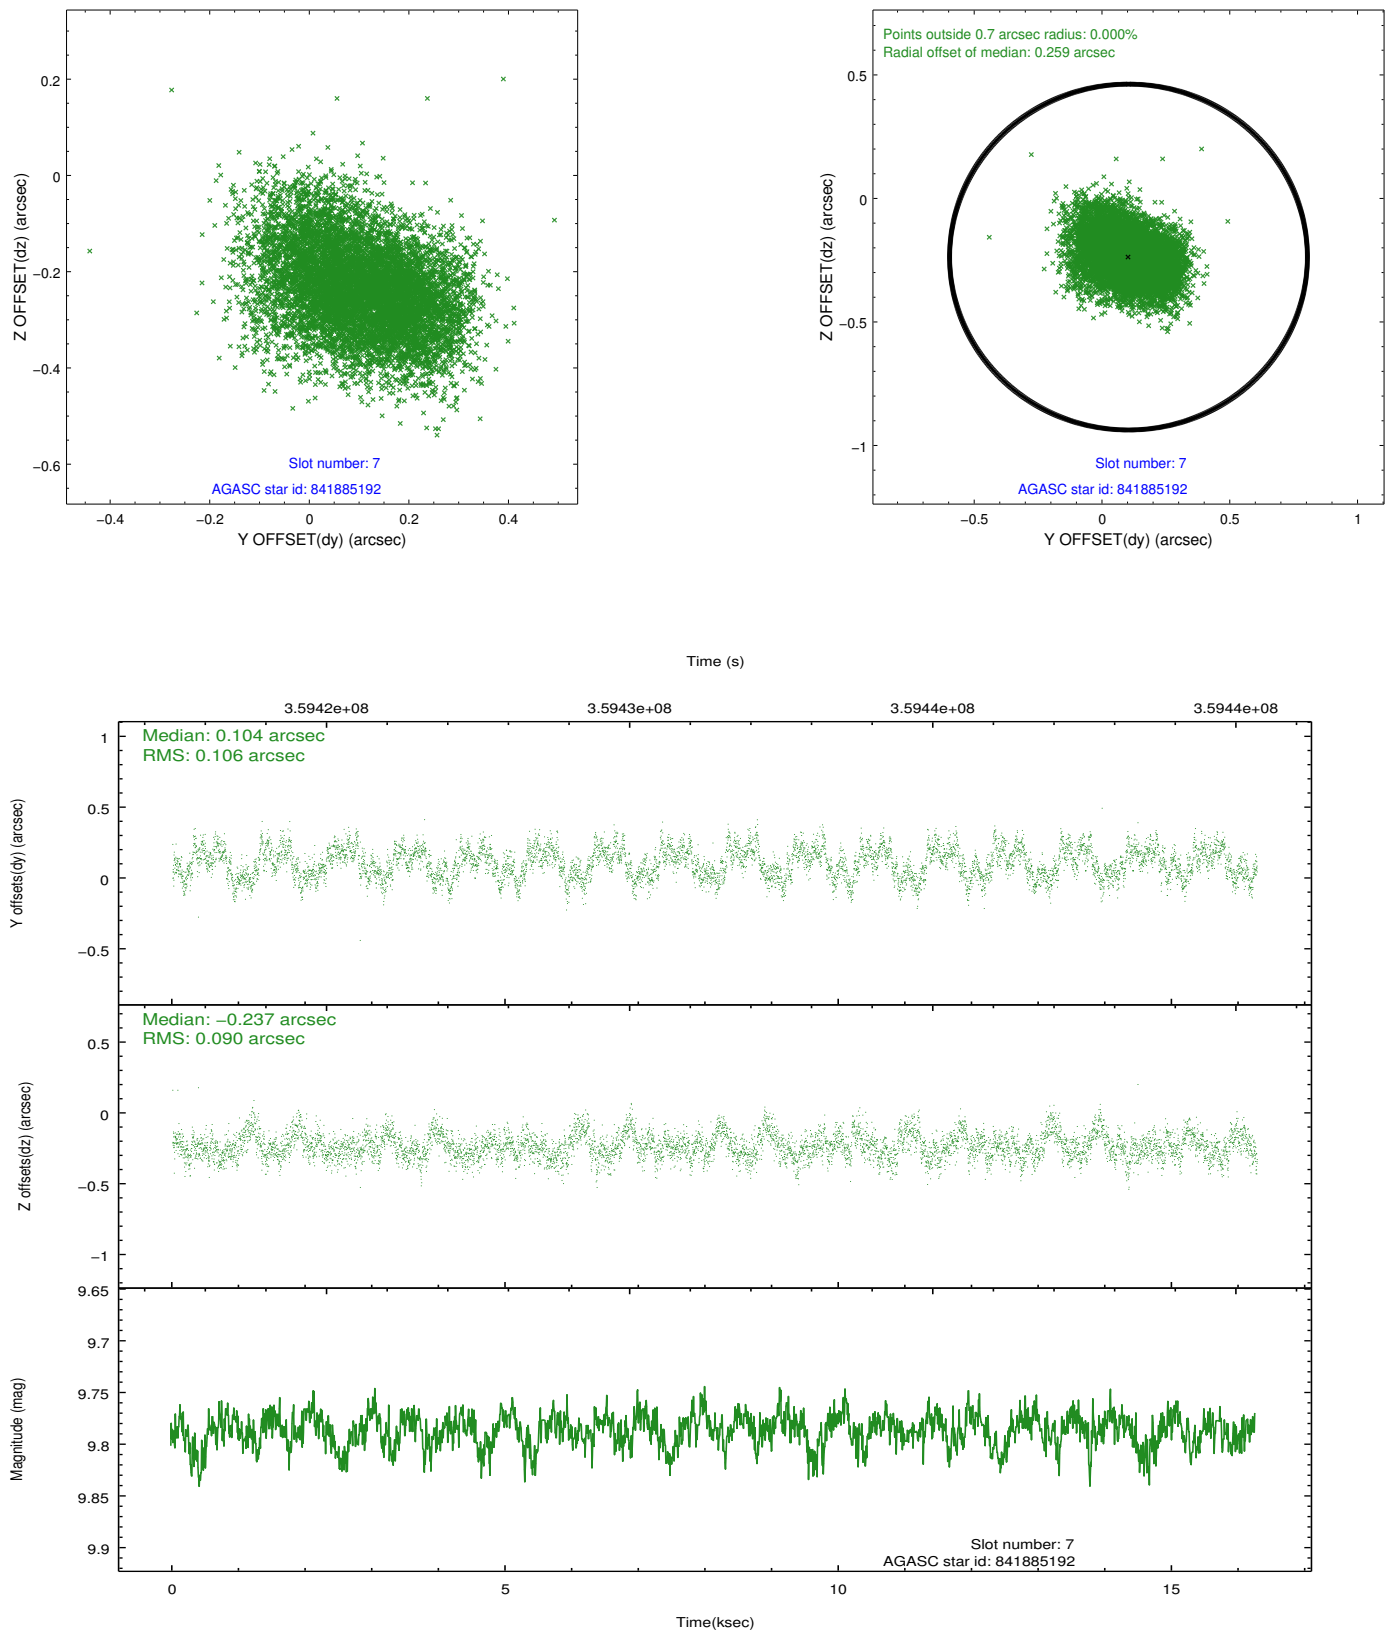 0.2
0
−0.2
−0.4
−0.6
Z OFFSET(dz) (arcsec)
Slot number: 7
AGASC star id: 841885192
−0.4
−0.2
0
0.2
0.4
Y OFFSET(dy) (arcsec)
Points outside 0.7 arcsec radius: 0.000%
Radial offset of median: 0.259 arcsec
0.5
0
−0.5
−1
Z OFFSET(dz) (arcsec)
Slot number: 7
AGASC star id: 841885192
−0.5
0
0.5
1
Y OFFSET(dy) (arcsec)
Time (s)
3.5942e+08
3.5943e+08
3.5944e+08
3.5944e+08
Median: 0.104 arcsec
RMS: 0.106 arcsec
1
0.5
0
−0.5
Y offsets(dy) (arcsec)
Median: −0.237 arcsec
RMS: 0.090 arcsec
0.5
0
−0.5
−1
Z offsets(dz) (arcsec)
9.65
9.7
9.75
9.8
9.85
9.9
Magnitude (mag)
Slot number: 7
AGASC star id: 841885192
0
5
10
15
Time(ksec)